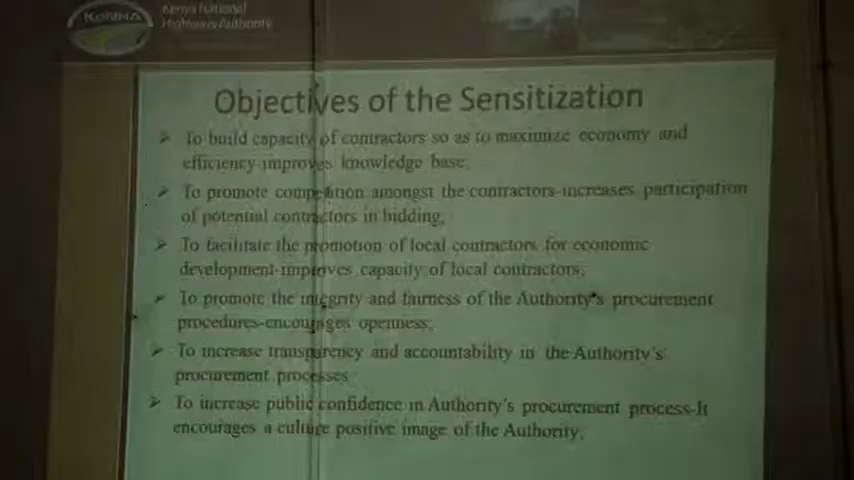 KeNHA
Kenya National
Highways Authority
Objectives of the Sensitization
➢ To build capacity of contractors so as to maximize economy and
efficiency-improves knowledge base;
➢ To promote competition amongst the contractors-increases participation
of potential contractors in bidding;
➢ To facilitate the promotion of local contractors for economic
development-improves capacity of local contractors;
➢ To promote the integrity and fairness of the Authority's procurement
procedures-encourages openness;
➢ To increase transparency and accountability in the Authority's
procurement processes
➢ To increase public confidence in Authority's procurement process-It
encourages a culture positive image of the Authority;